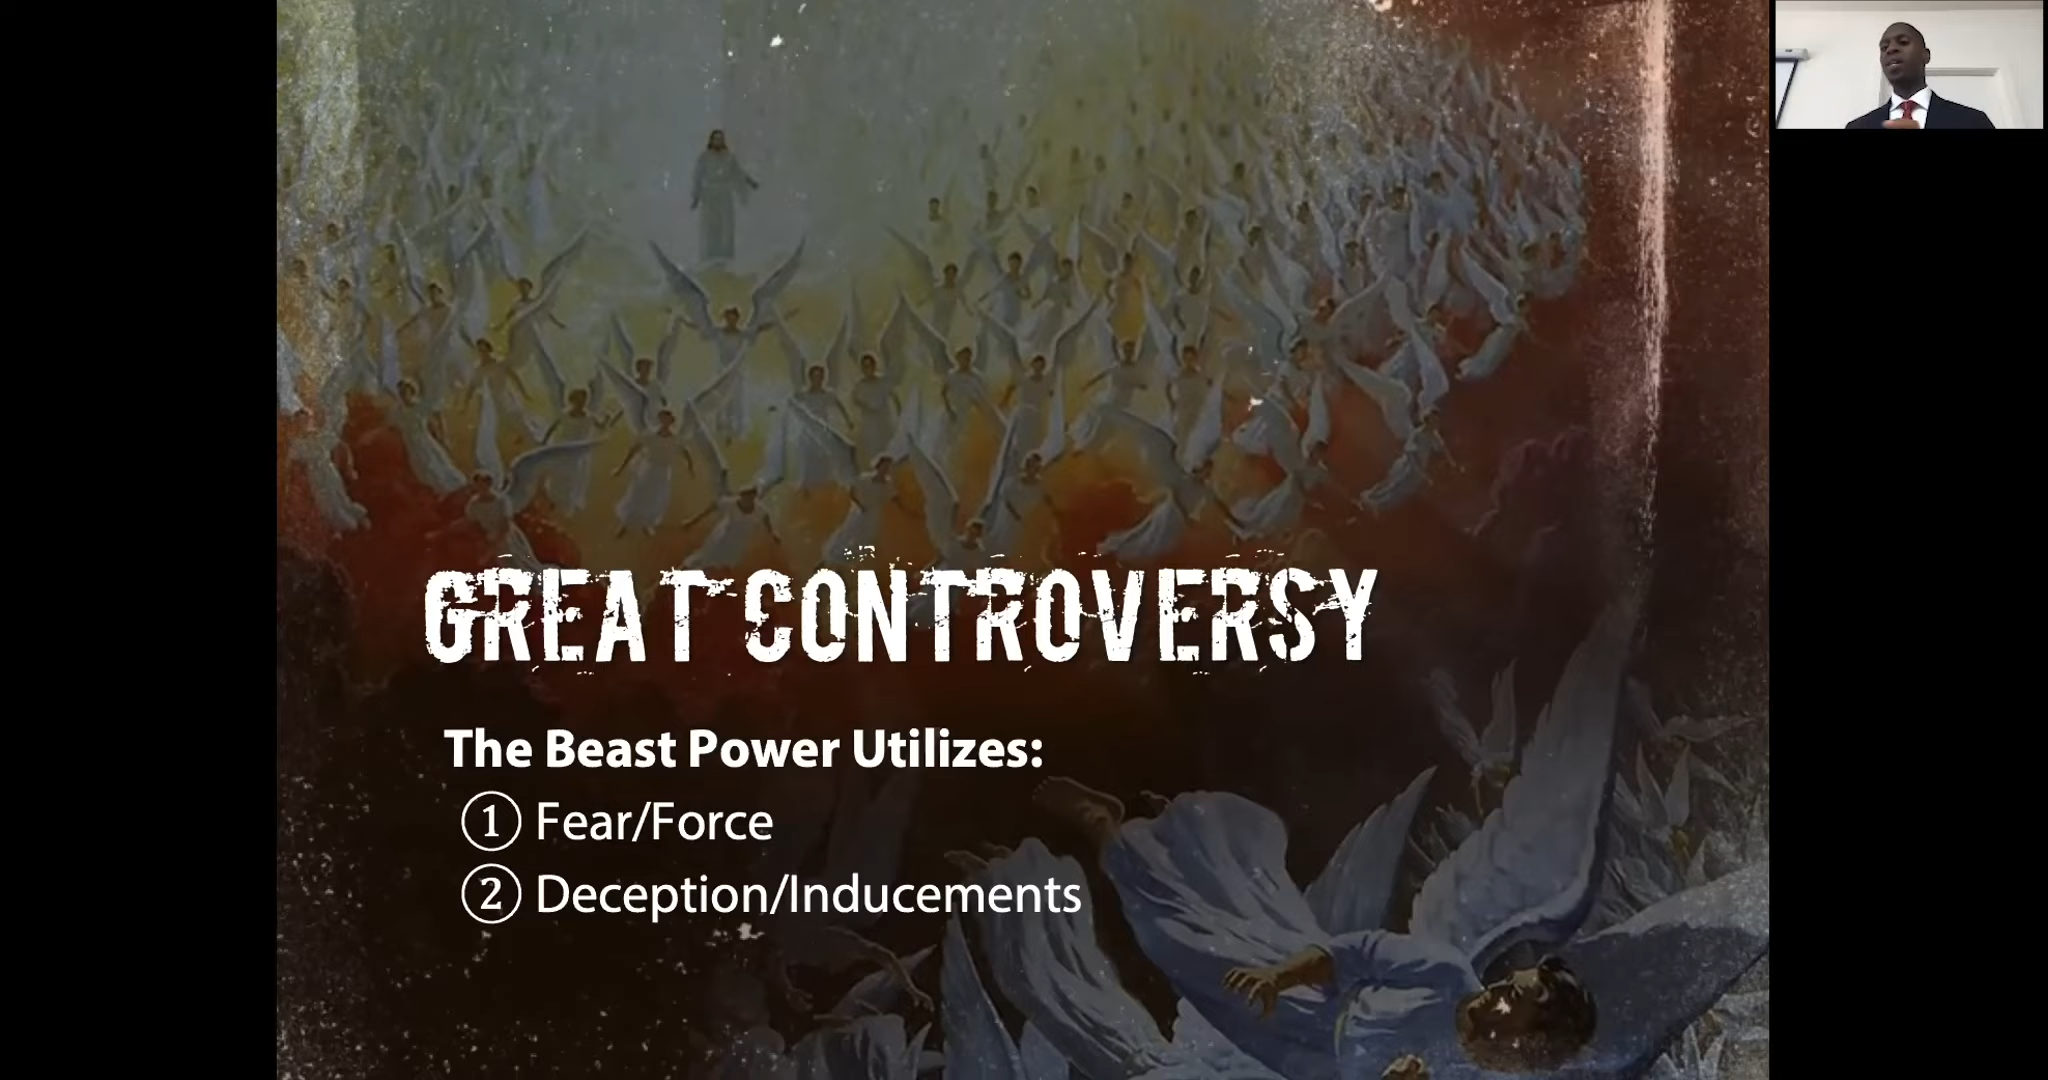 GREAT CONTROVERSY
The Beast Power Utilizes:
① Fear/Force
② Deception/Inducements